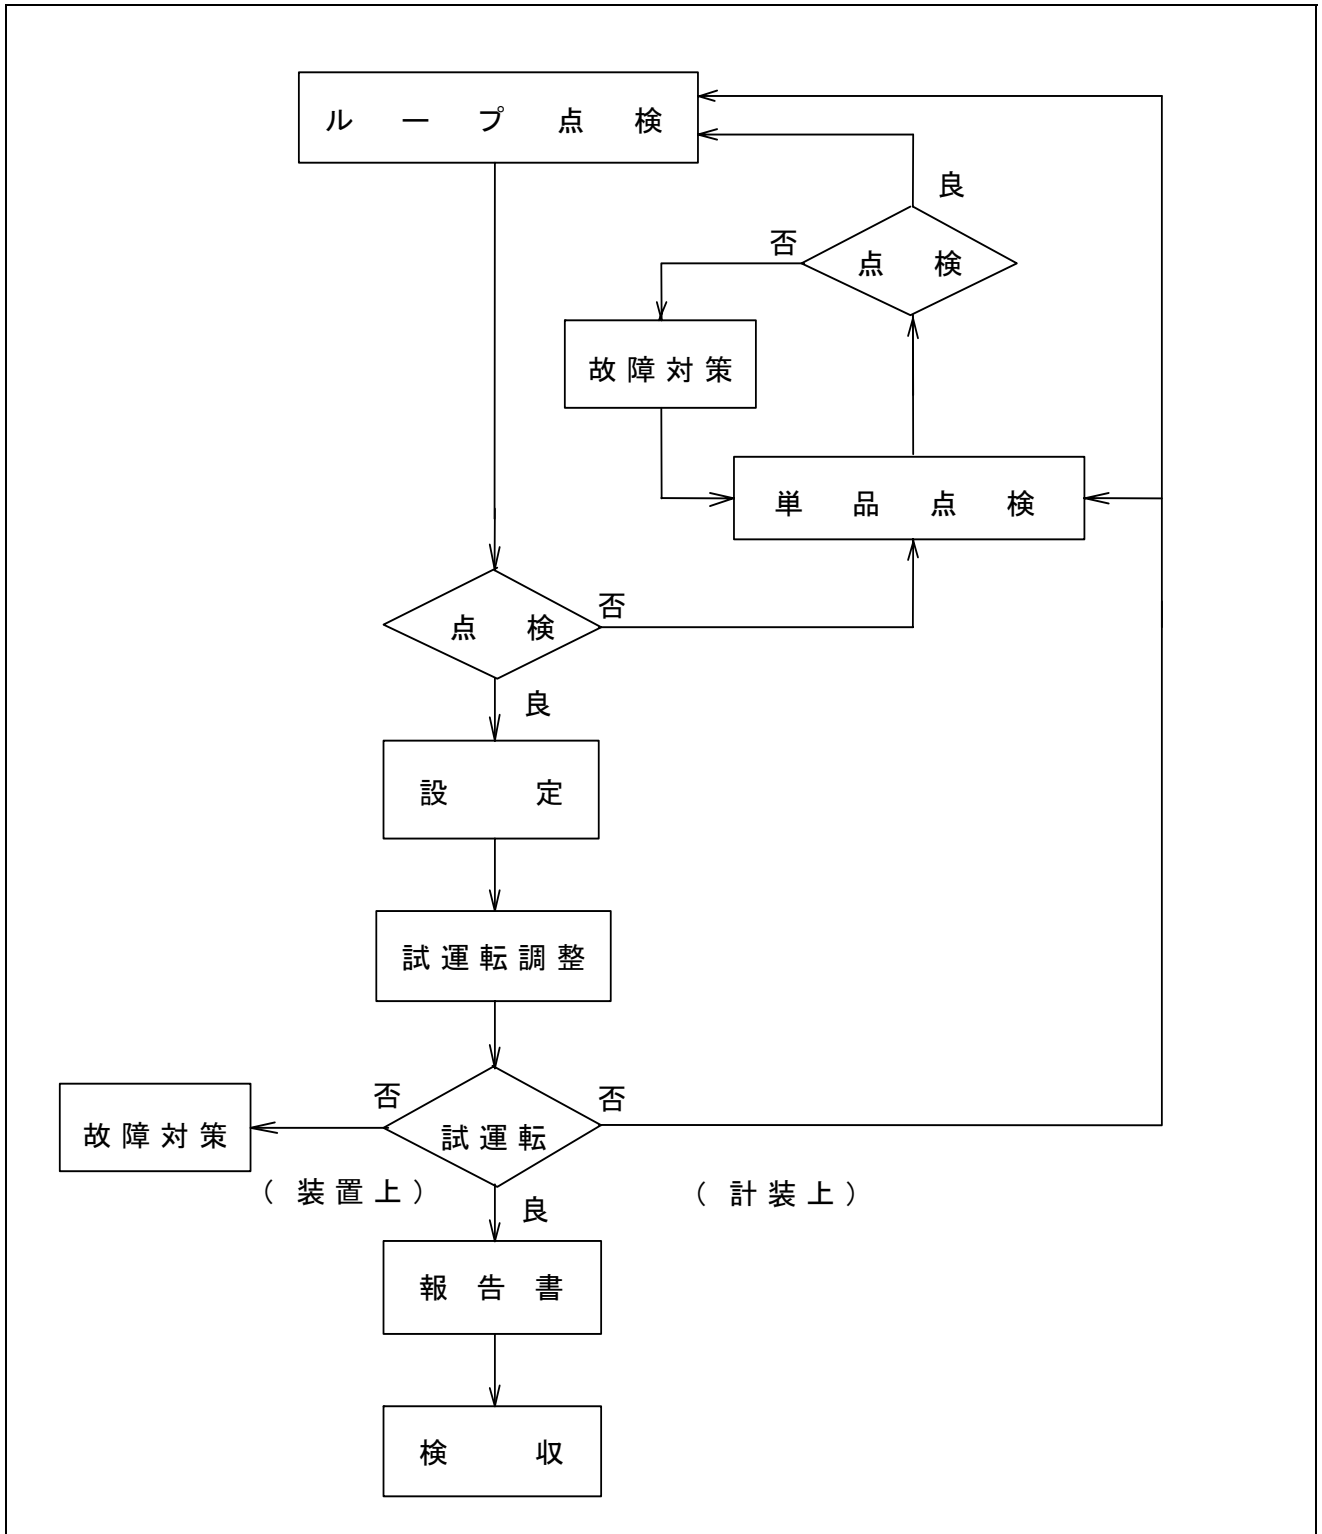 ループ点検
良
否
点検
故障対策
単品点検
否
点検
良
設定
試運転調整
否
否
故障対策
試運転
（装置上）
（計装上）
良
報告書
検収